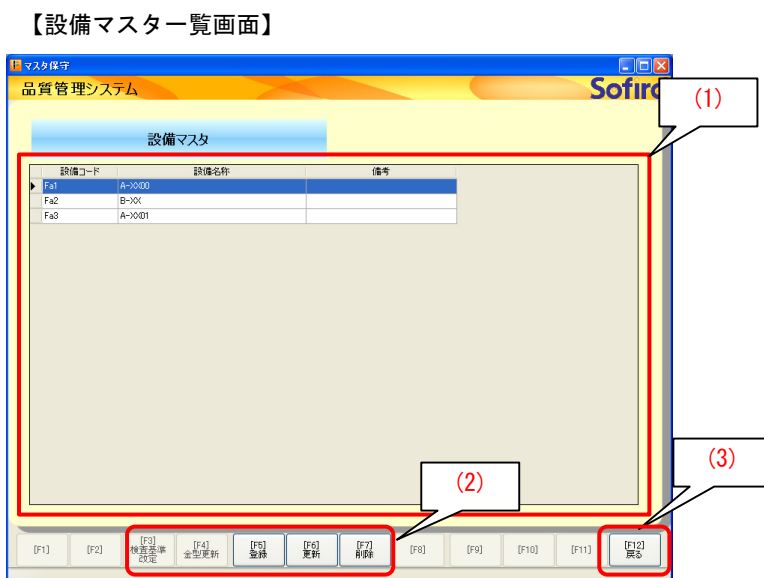 【設備マスタ一覧画面】
マスタ保守
品質管理システム
(1)
設備マスタ
設備コード 設備名称 備考
Fa1 A-XX00
Fa2 B-XX
Fa3 A-XX01
(2)
(3)
[F1] [F2] [F3] 検査基準 改定 [F4] 金型更新 [F5] 登録 [F6] 更新 [F7] 削除 [F8] [F9] [F10] [F11] [F12] 戻る